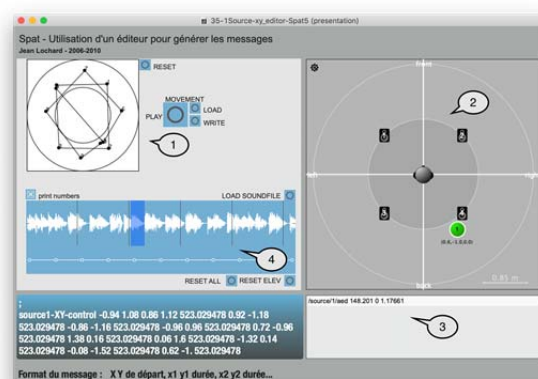 35-1Source-xy_editor-Spat5 (presentation)
Spat - Utilisation d'un éditeur pour générer les messages
Jean Lochard - 2006-2010
RESET
MOVEMENT
PLAY
LOAD
WRITE
1
print numbers
LOAD SOUNDFILE
4
RESET ALL
RESET ELEV
;
source1-XY-control -0.94 1.08 0.86 1.12 523.029478 0.92 -1.18
523.029478 -0.86 -1.16 523.029478 -0.96 0.96 523.029478 0.72 -0.96
523.029478 1.38 0.16 523.029478 0.06 1.6 523.029478 -1.32 0.14
523.029478 -0.08 -1.52 523.029478 0.62 -1. 523.029478
Format du message : X Y de départ, x1 y1 durée, x2 y2 durée...
front
2
left
right
1
back
0.85 m
/source/1/aed 148.201 0 1.17661
3